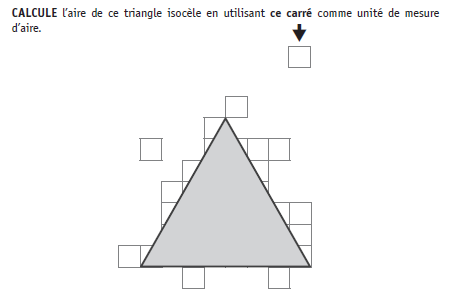 CALCULE l’aire de ce triangle isocèle en utilisant ce carré comme unité de mesure
d’aire.